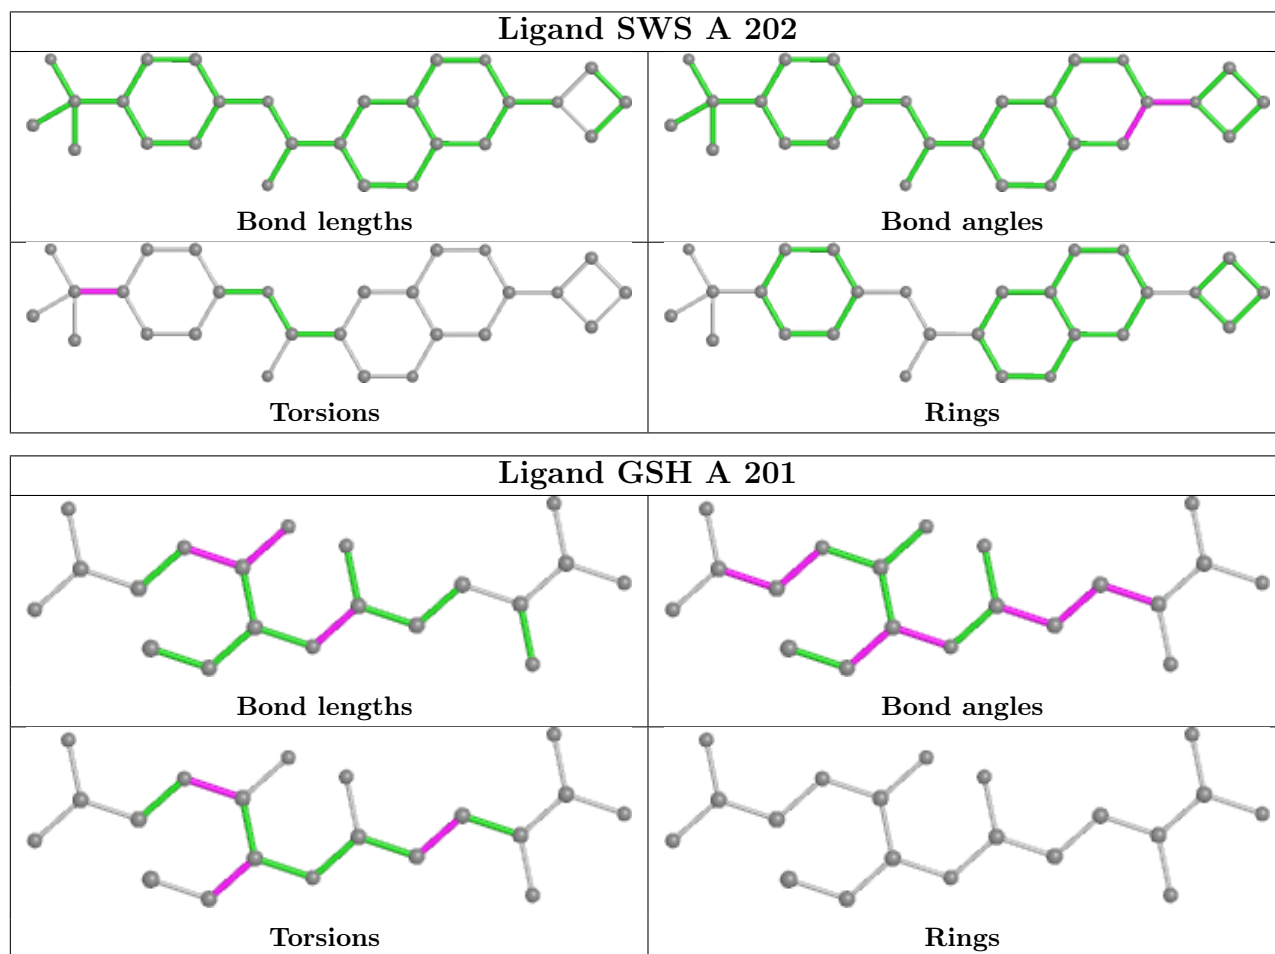 Ligand SWS A 202
Bond lengths
Bond angles
Torsions
Rings
Ligand GSH A 201
Bond lengths
Bond angles
Torsions
Rings